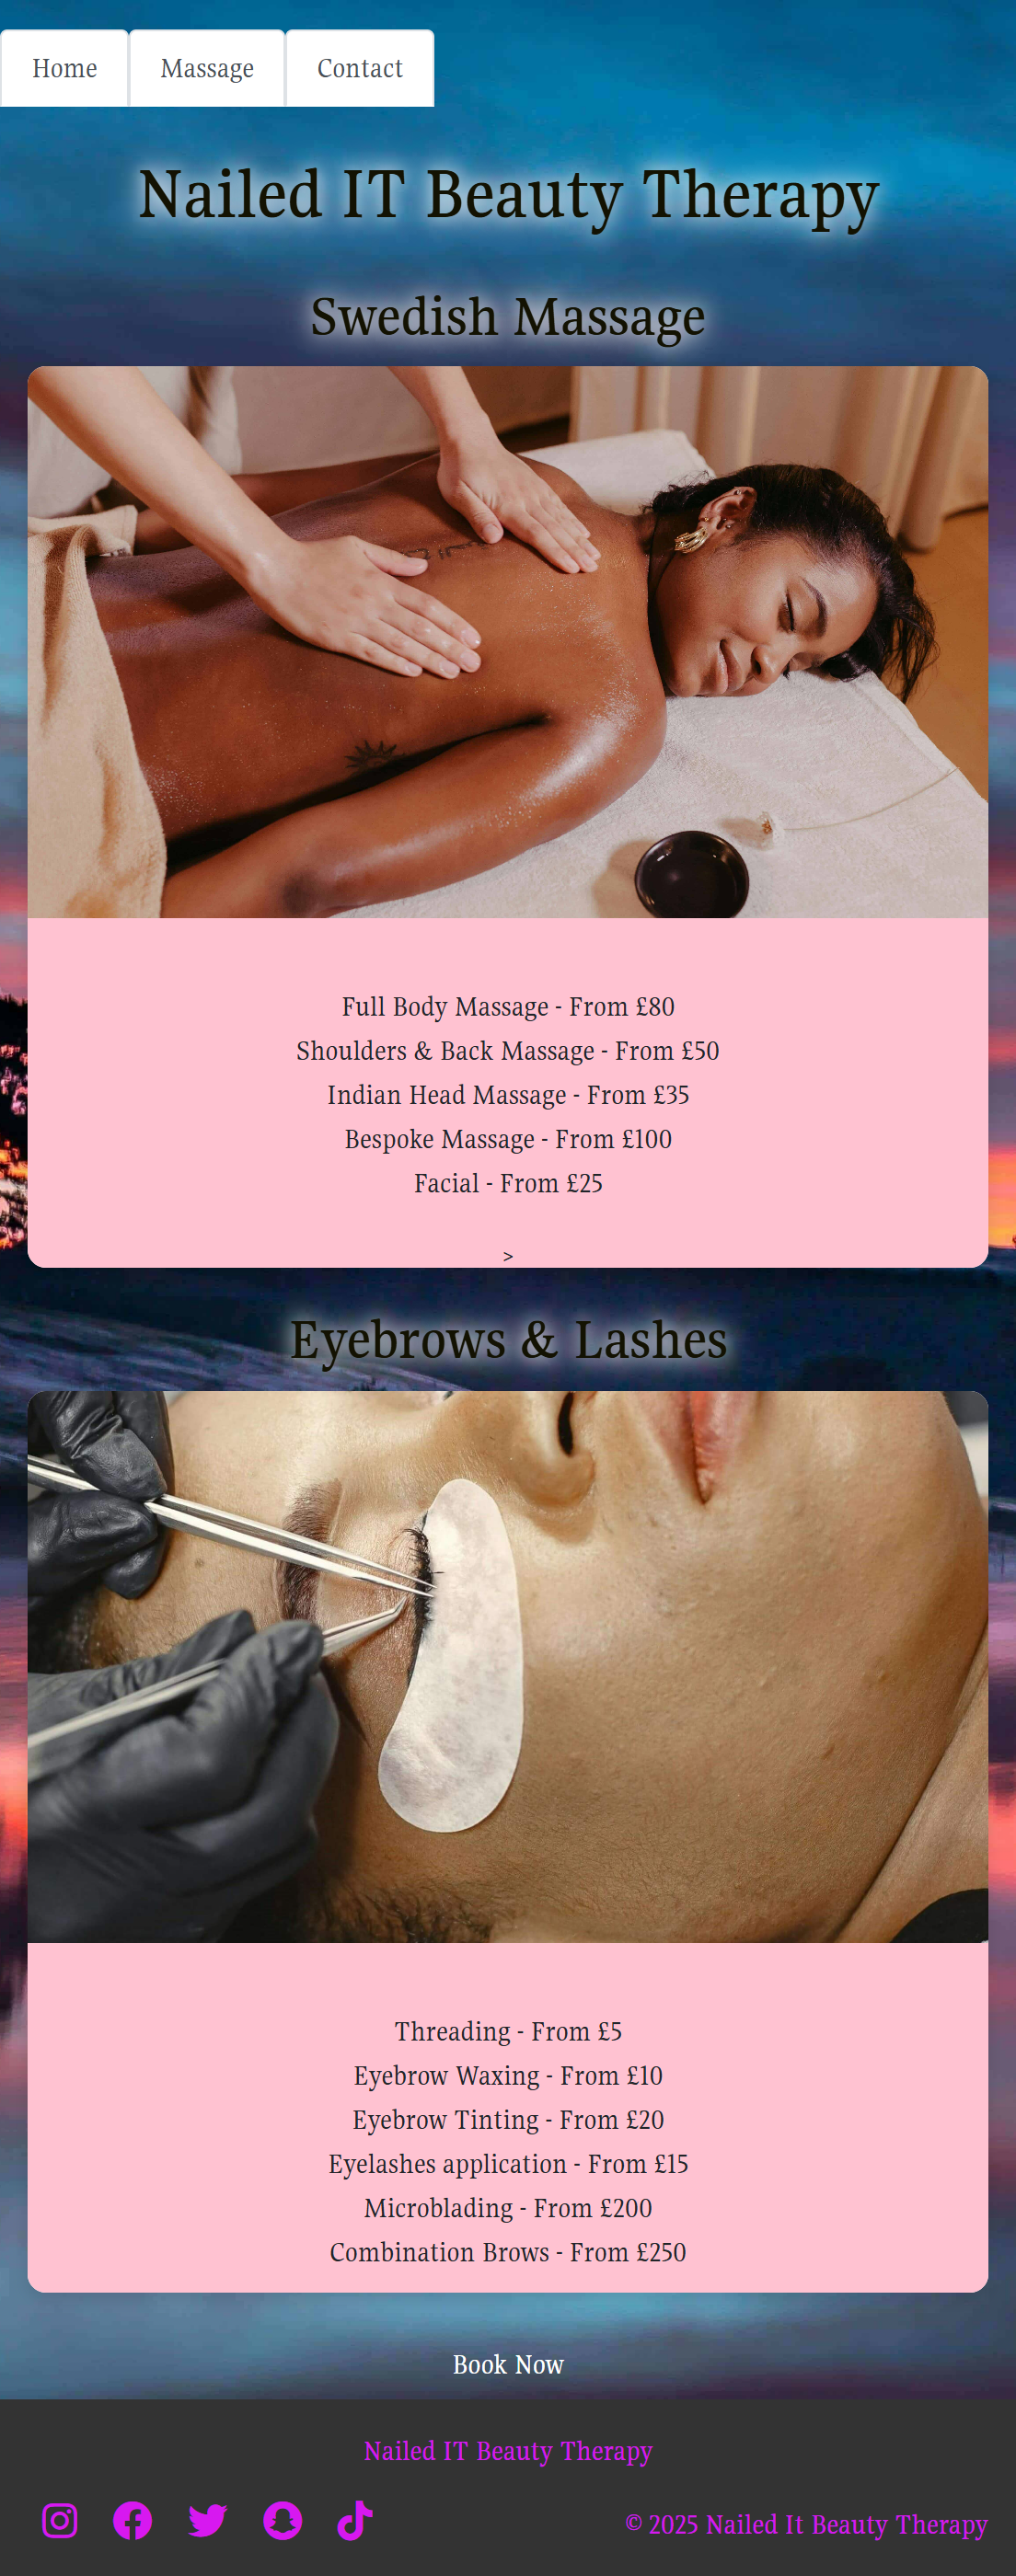 Home Massage Contact
Nailed IT Beauty Therapy
Swedish Massage
Full Body Massage - From £80
Shoulders & Back Massage - From £50
Indian Head Massage - From £35
Bespoke Massage - From £100
Facial - From £25
>
Eyebrows & Lashes
Threading - From £5
Eyebrow Waxing - From £10
Eyebrow Tinting - From £20
Eyelashes application - From £15
Microblading - From £200
Combination Brows - From £250
Book Now
Nailed IT Beauty Therapy
© 2025 Nailed It Beauty Therapy